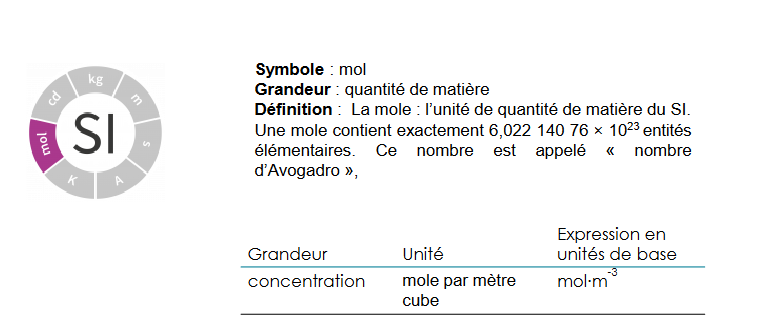 kg
m
s
A
K
mol
cd
SI
Symbole : mol
Grandeur : quantité de matière
Définition : La mole : l'unité de quantité de matière du SI.
Une mole contient exactement 6,022 140 76 × 10²³ entités
élémentaires. Ce nombre est appelé « nombre
d'Avogadro »,
Grandeur Unité Expression en
unités de base
concentration mole par mètre mol·m⁻³
cube